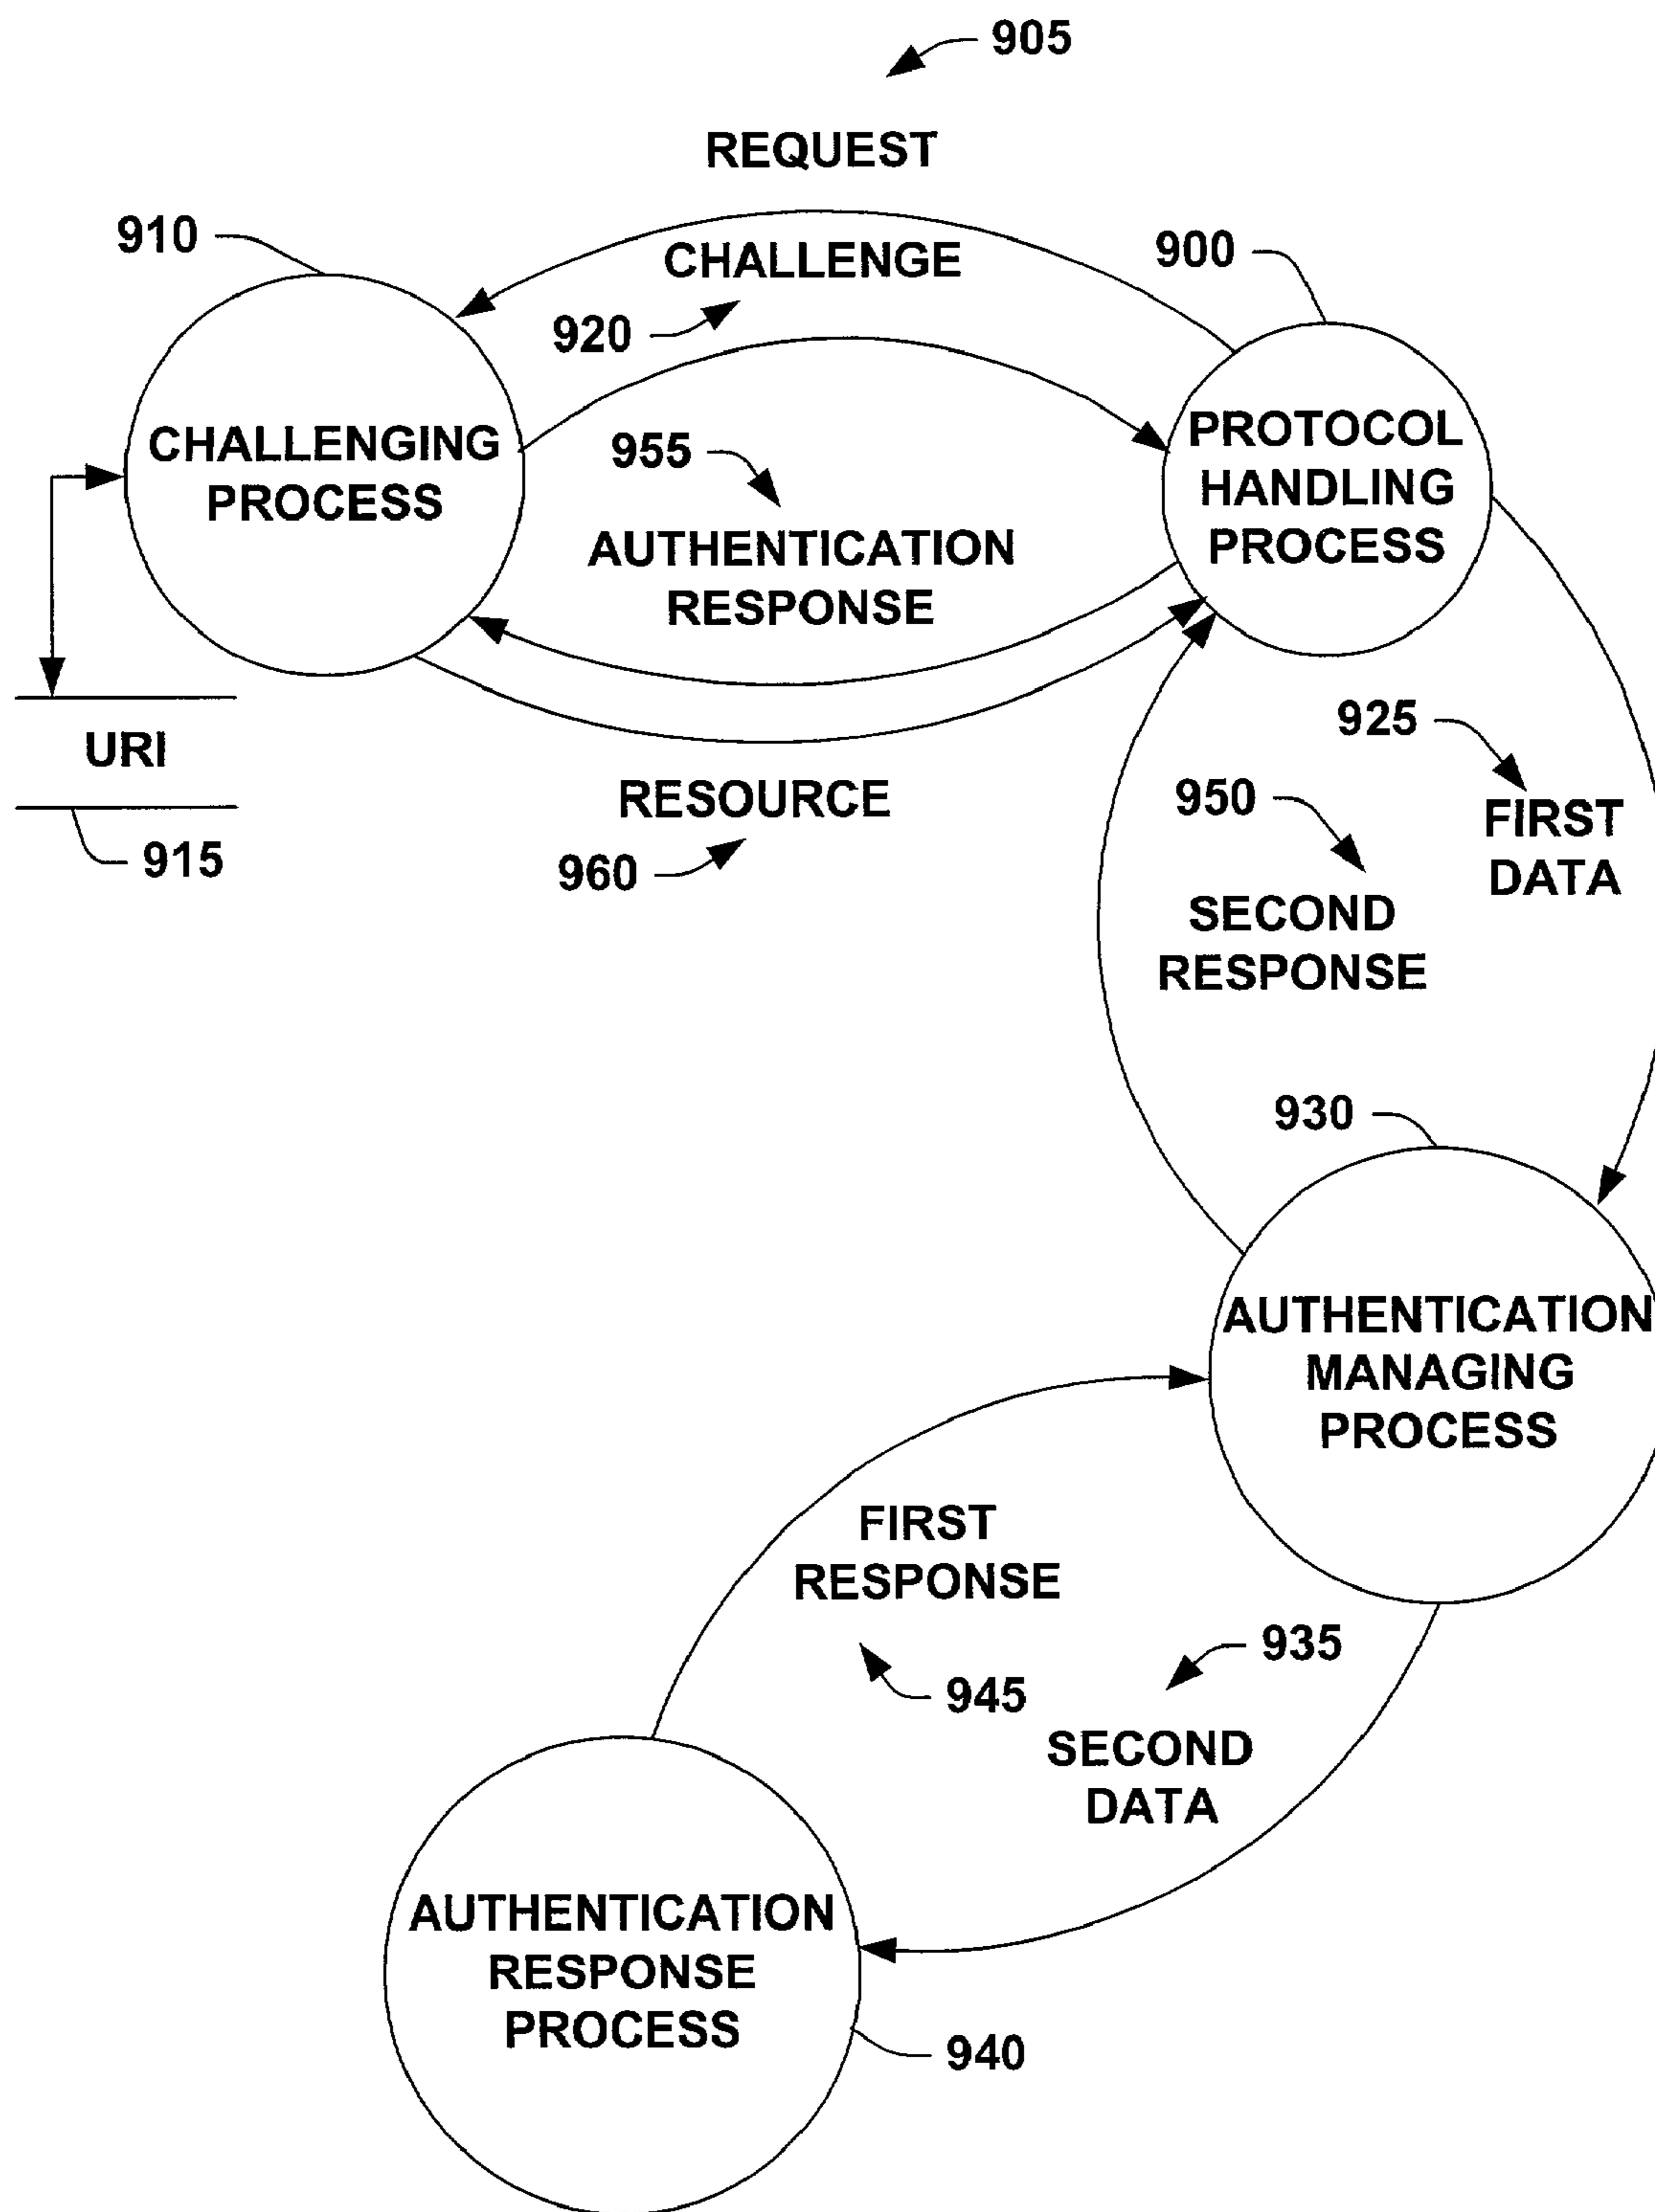 905
REQUEST
910
CHALLENGE
900
920
CHALLENGING
PROCESS
955
PROTOCOL
HANDLING
PROCESS
AUTHENTICATION
RESPONSE
URI
915
RESOURCE
960
925
FIRST
DATA
950
SECOND
RESPONSE
930
AUTHENTICATION
MANAGING
PROCESS
FIRST
RESPONSE
945
935
SECOND
DATA
AUTHENTICATION
RESPONSE
PROCESS
940